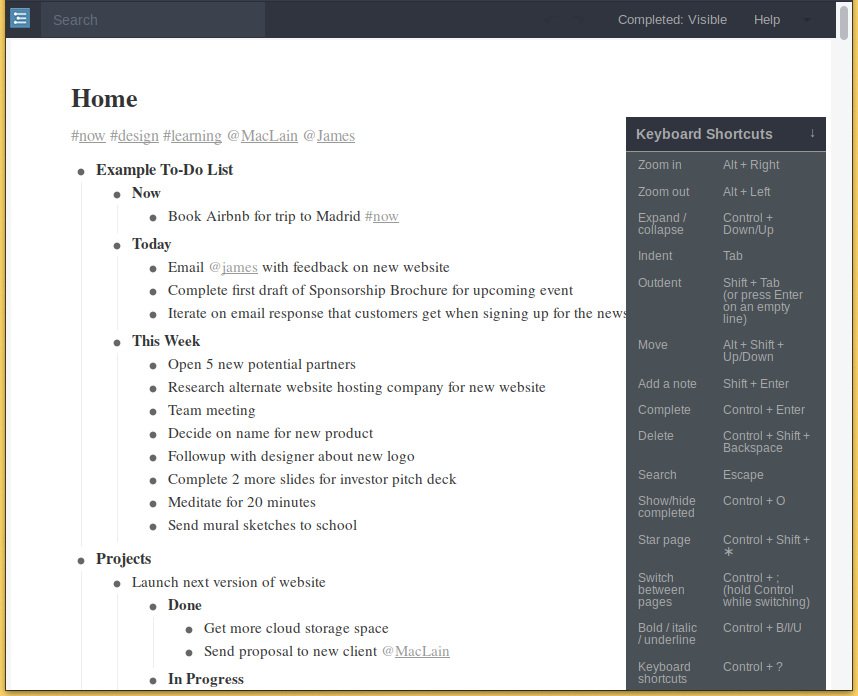 Search
Completed: Visible
Help
Home
#now #design #learning @MacLain @James
Example To-Do List
Now
Book Airbnb for trip to Madrid #now
Today
Email @james with feedback on new website
Complete first draft of Sponsorship Brochure for upcoming event
Iterate on email response that customers get when signing up for the news
This Week
Open 5 new potential partners
Research alternate website hosting company for new website
Team meeting
Decide on name for new product
Followup with designer about new logo
Complete 2 more slides for investor pitch deck
Meditate for 20 minutes
Send mural sketches to school
Projects
Launch next version of website
Done
Get more cloud storage space
Send proposal to new client @MacLain
In Progress
Keyboard Shortcuts ↓
Zoom in Alt + Right
Zoom out Alt + Left
Expand / Control +
collapse Down/Up
Indent Tab
Outdent Shift + Tab
(or press Enter
on an empty
line)
Move Alt + Shift +
Up/Down
Add a note Shift + Enter
Complete Control + Enter
Delete Control + Shift +
Backspace
Search Escape
Show/hide Control + O
completed
Star page Control + Shift +
*
Switch Control + ;
between (hold Control
pages while switching)
Bold / italic Control + B/I/U
/ underline
Keyboard Control + ?
shortcuts